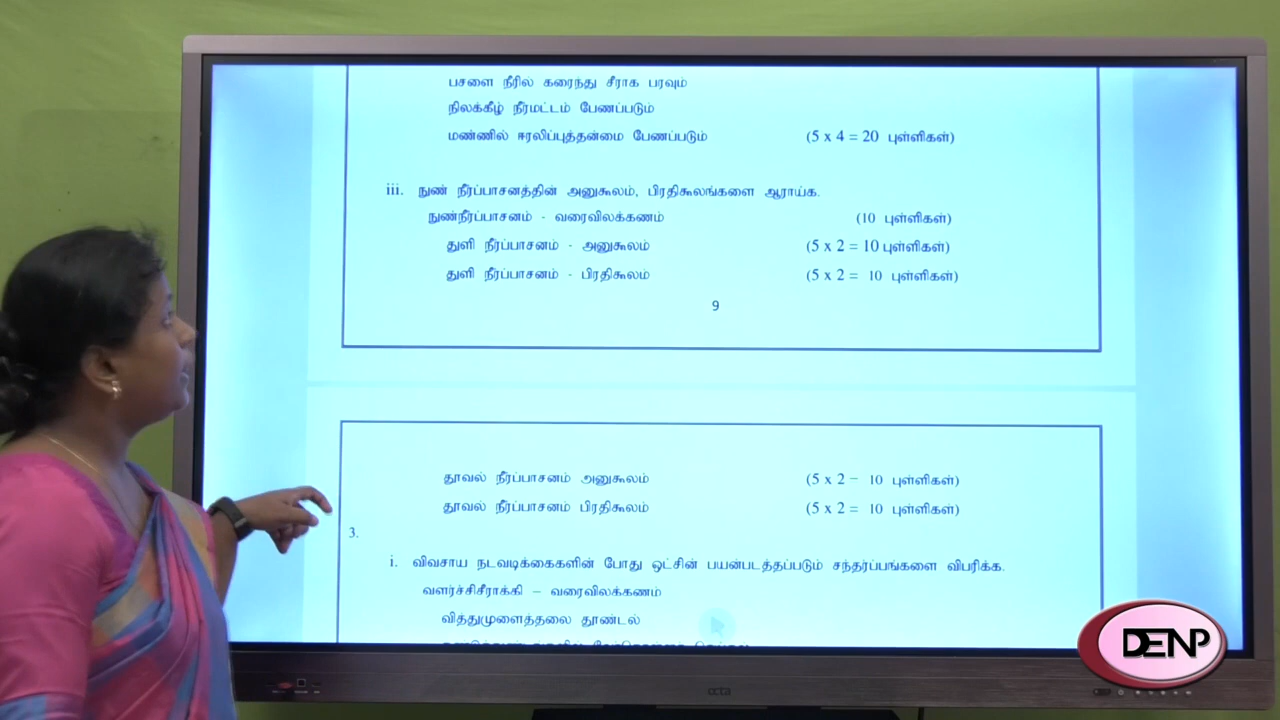 பசளை நீரில் கரைந்து சீராக பரவும்
நிலக்கீழ் நீர்மட்டம் பேணப்படும்
மண்ணில் ஈரலிப்புத்தன்மை பேணப்படும் (5 x 4 = 20 புள்ளிகள்)
iii. நுண் நீர்ப்பாசனத்தின் அனுகூலம், பிரதிகூலங்களை ஆராய்க.
நுண்நீர்ப்பாசனம் - வரைவிலக்கணம் (10 புள்ளிகள்)
துளி நீர்ப்பாசனம் - அனுகூலம் (5 x 2 = 10 புள்ளிகள்)
துளி நீர்ப்பாசனம் - பிரதிகூலம் (5 x 2 = 10 புள்ளிகள்)
9
தூவல் நீர்ப்பாசனம் அனுகூலம் (5 x 2 = 10 புள்ளிகள்)
தூவல் நீர்ப்பாசனம் பிரதிகூலம் (5 x 2 = 10 புள்ளிகள்)
3.
i. விவசாய நடவடிக்கைகளின் போது ஒட்சின் பயன்படத்தப்படும் சந்தர்ப்பங்களை விபரிக்க.
வளர்ச்சிசீராக்கி – வரைவிலக்கணம்
வித்துமுளைத்தலை தூண்டல்
octa
DENP